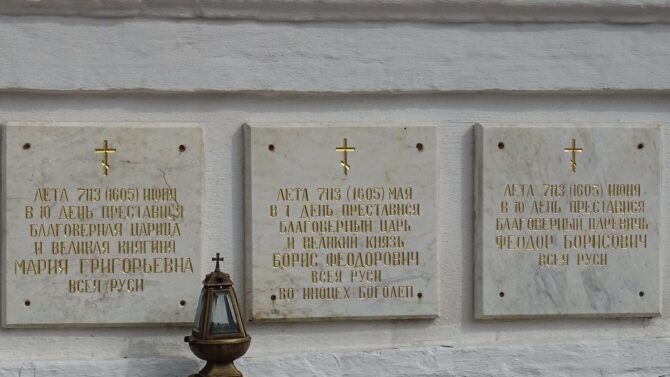 ЛЕТА 7113 (1605) ИЮНЯ
В 10 ДЕНЬ ПРЕСТАВИСЯ
БЛАГОВЕРНАЯ ЦАРИЦА
И ВЕЛИКАЯ КНЯГИНЯ
МАРИЯ ГРИГОРЬЕВНА
ВСЕЯ РУСИ
ЛЕТА 7113 (1605) МАЯ
В 1 ДЕНЬ ПРЕСТАВИСЯ
БЛАГОВЕРНЫЙ ЦАРЬ
И ВЕЛИКИЙ КНЯЗЬ
БОРИС ФЕОДОРОВИЧ
ВСЕЯ РУСИ
ВО ИНОЦЕХ БОГОЛЕП
ЛЕТА 7113 (1605) ИЮНЯ
В 10 ДЕНЬ ПРЕСТАВИСЯ
БЛАГОВЕРНЫЙ ЦАРЕВИЧЬ
ФЕОДОР БОРИСОВИЧ
ВСЕЯ РУСИ